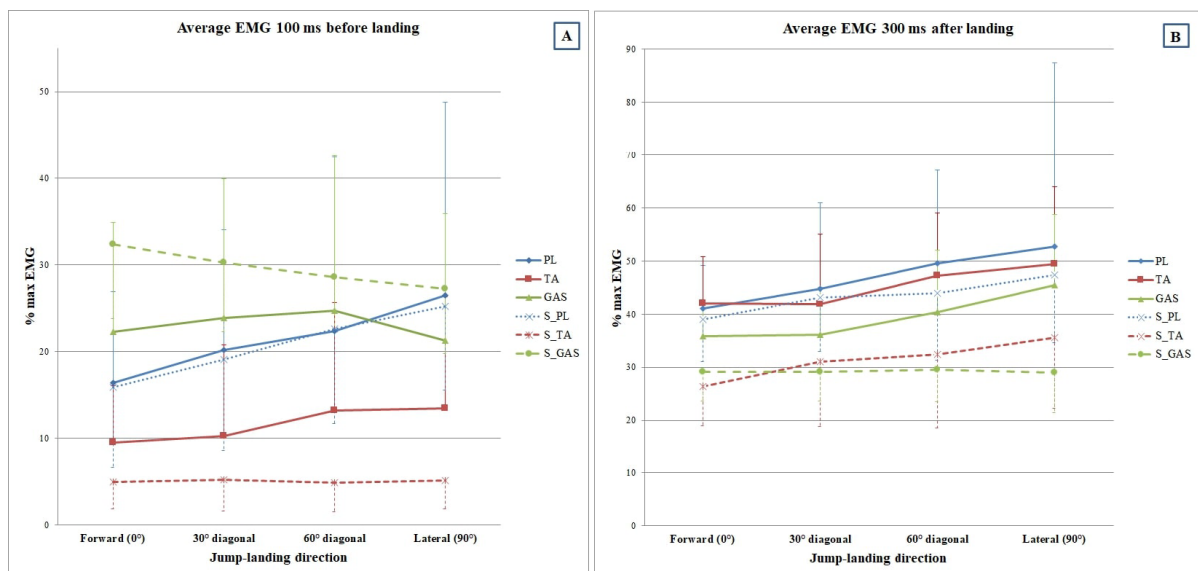 Average EMG 100 ms before landing
A
50
40
30
20
10
0
% max EMG
Forward (0°)
30° diagonal
60° diagonal
Lateral (90°)
Jump-landing direction
PL
TA
GAS
S_PL
S_TA
S_GAS
Average EMG 300 ms after landing
B
90
80
70
60
50
40
30
20
10
0
% max EMG
Forward (0°)
30° diagonal
60° diagonal
Lateral (90°)
Jump-landing direction
PL
TA
GAS
S_PL
S_TA
S_GAS